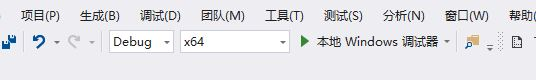 项目(P) 生成(B) 调试(D) 团队(M) 工具(T) 测试(S) 分析(N) 窗口(W) 帮助(
Debug x64 本地 Windows 调试器